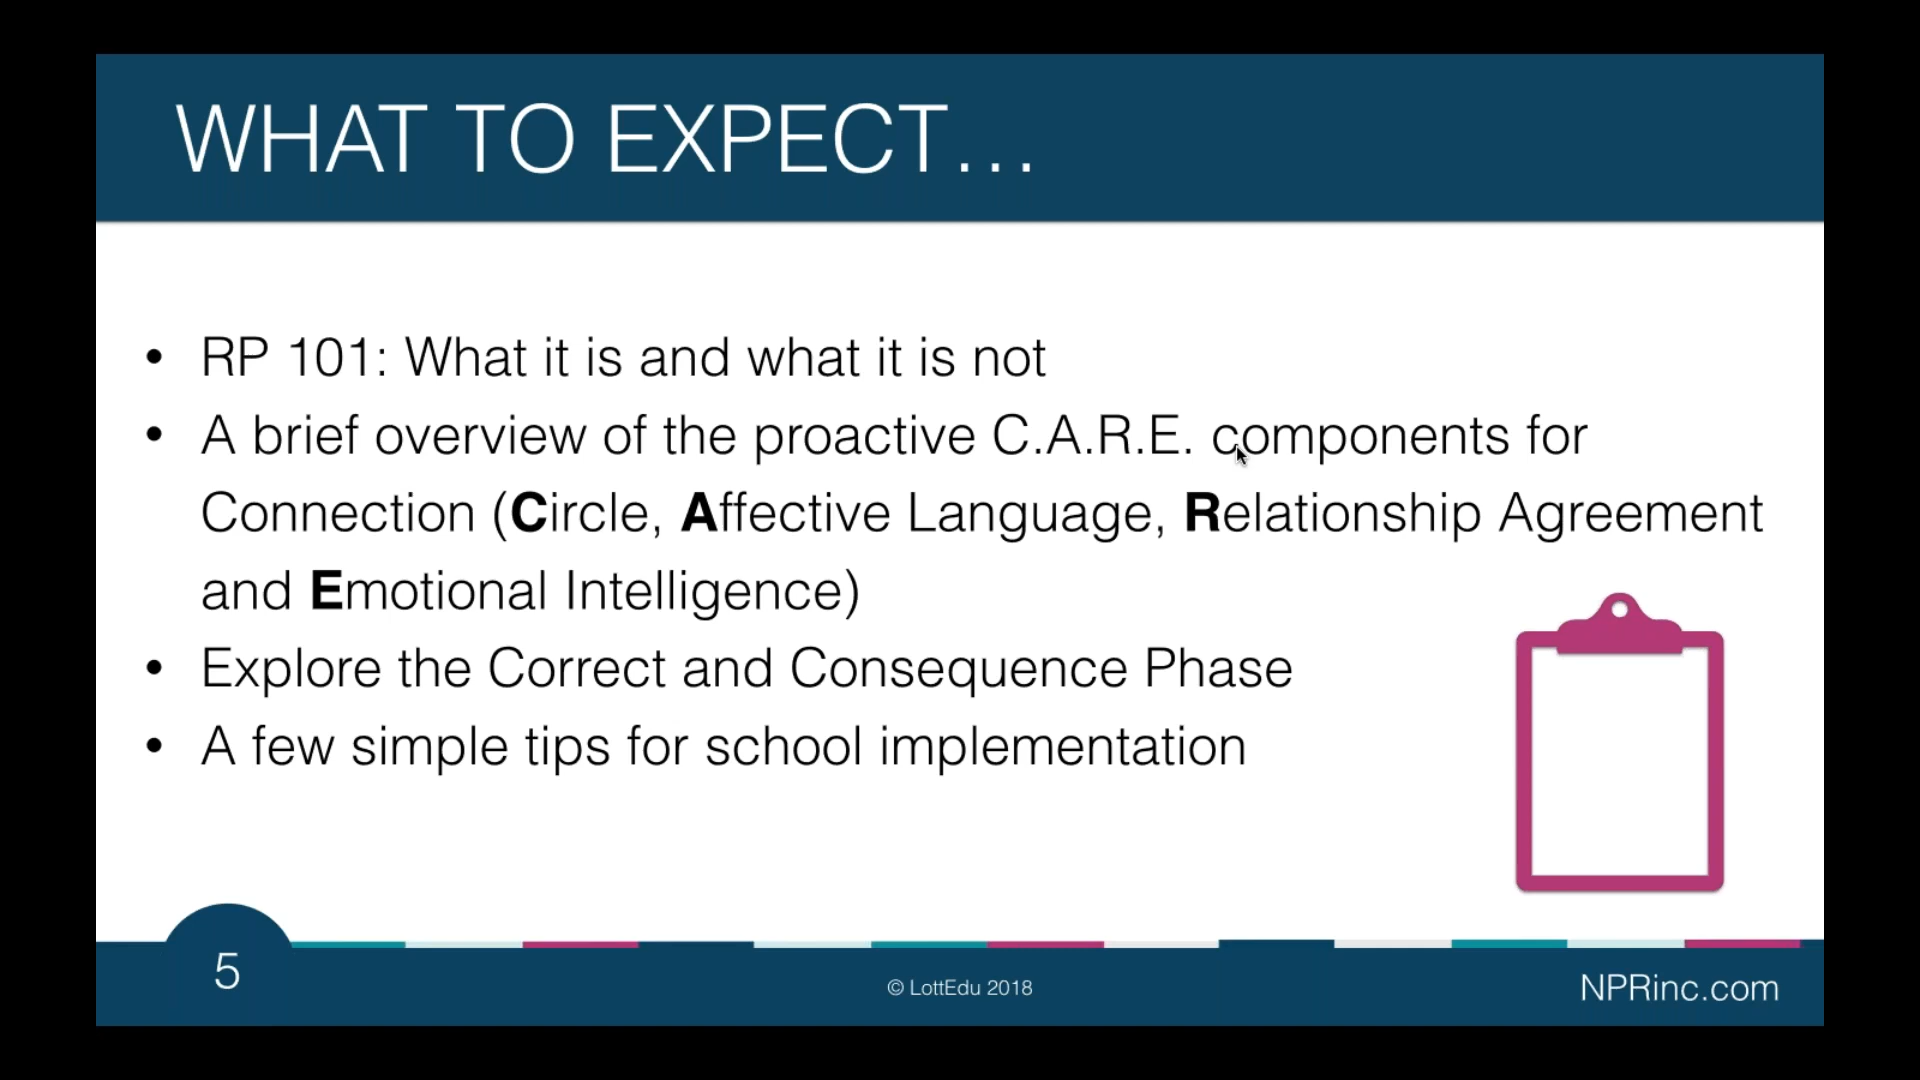 WHAT TO EXPECT...
• RP 101: What it is and what it is not
• A brief overview of the proactive C.A.R.E. components for
Connection (Circle, Affective Language, Relationship Agreement
and Emotional Intelligence)
• Explore the Correct and Consequence Phase
• A few simple tips for school implementation
5
© LottEdu 2018
NPRinc.com